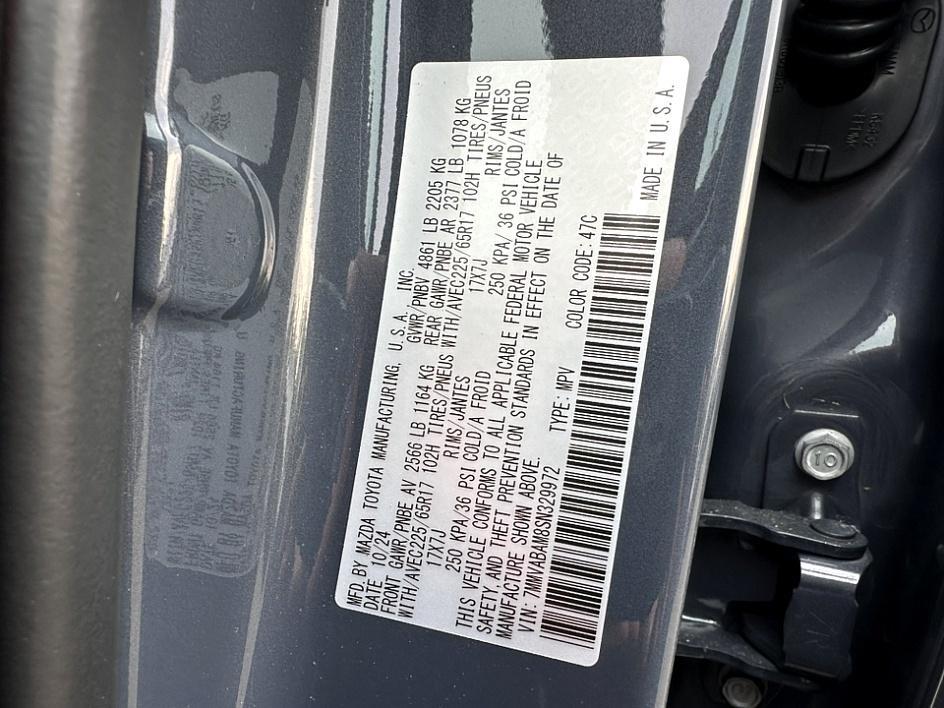 MFD. BY MAZDA TOYOTA MANUFACTURING, U. S. A. INC.
DATE 10/24 GVWR/PNBV 4861 LB 2205 KG
FRONT GAWR/PNBE AV 2566 LB 1164 KG REAR GAWR/PNBE AR 2377 LB 1078 KG
WITH/AVEC225/65R17 102H TIRES/PNEUS WITH/AVEC225/65R17 102H TIRES/PNEUS
17X7J RIMS/JANTES 17X7J RIMS/JANTES
250 KPA/36 PSI COLD/A FROID 250 KPA/ 36 PSI COLD/A FROID
THIS VEHICLE CONFORMS TO ALL APPLICABLE FEDERAL MOTOR VEHICLE
SAFETY, AND THEFT PREVENTION STANDARDS IN EFFECT ON THE DATE OF
MANUFACTURE SHOWN ABOVE.
VIN: 7MMVABAM8SN329972 TYPE: MPV COLOR CODE: 47C
MADE IN U. S. A.
10